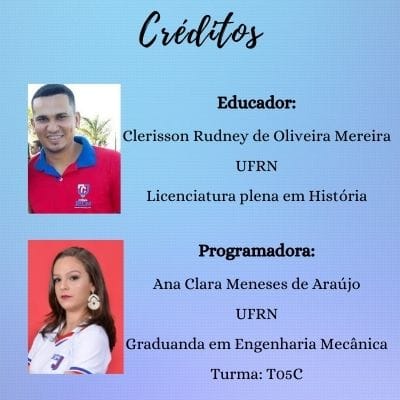 Créditos
Educador:
Clerisson Rudney de Oliveira Mereira
UFRN
Licenciatura plena em História
Programadora:
Ana Clara Meneses de Araújo
UFRN
Graduanda em Engenharia Mecânica
Turma: T05C